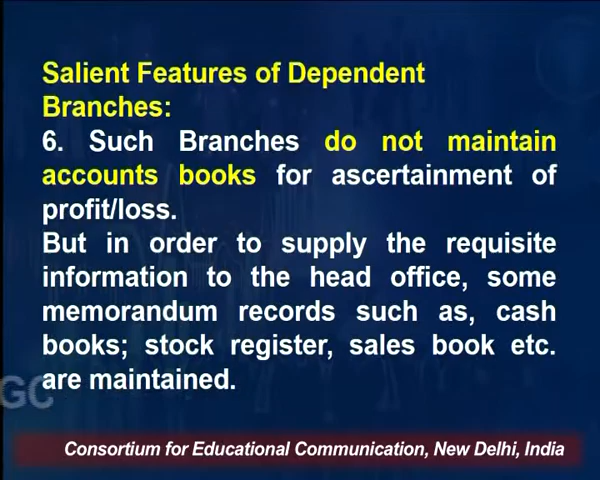 Salient Features of Dependent
Branches:
6. Such Branches do not maintain
accounts books for ascertainment of
profit/loss.
But in order to supply the requisite
information to the head office, some
memorandum records such as, cash
books; stock register, sales book etc.
are maintained.
GC
Consortium for Educational Communication, New Delhi, India